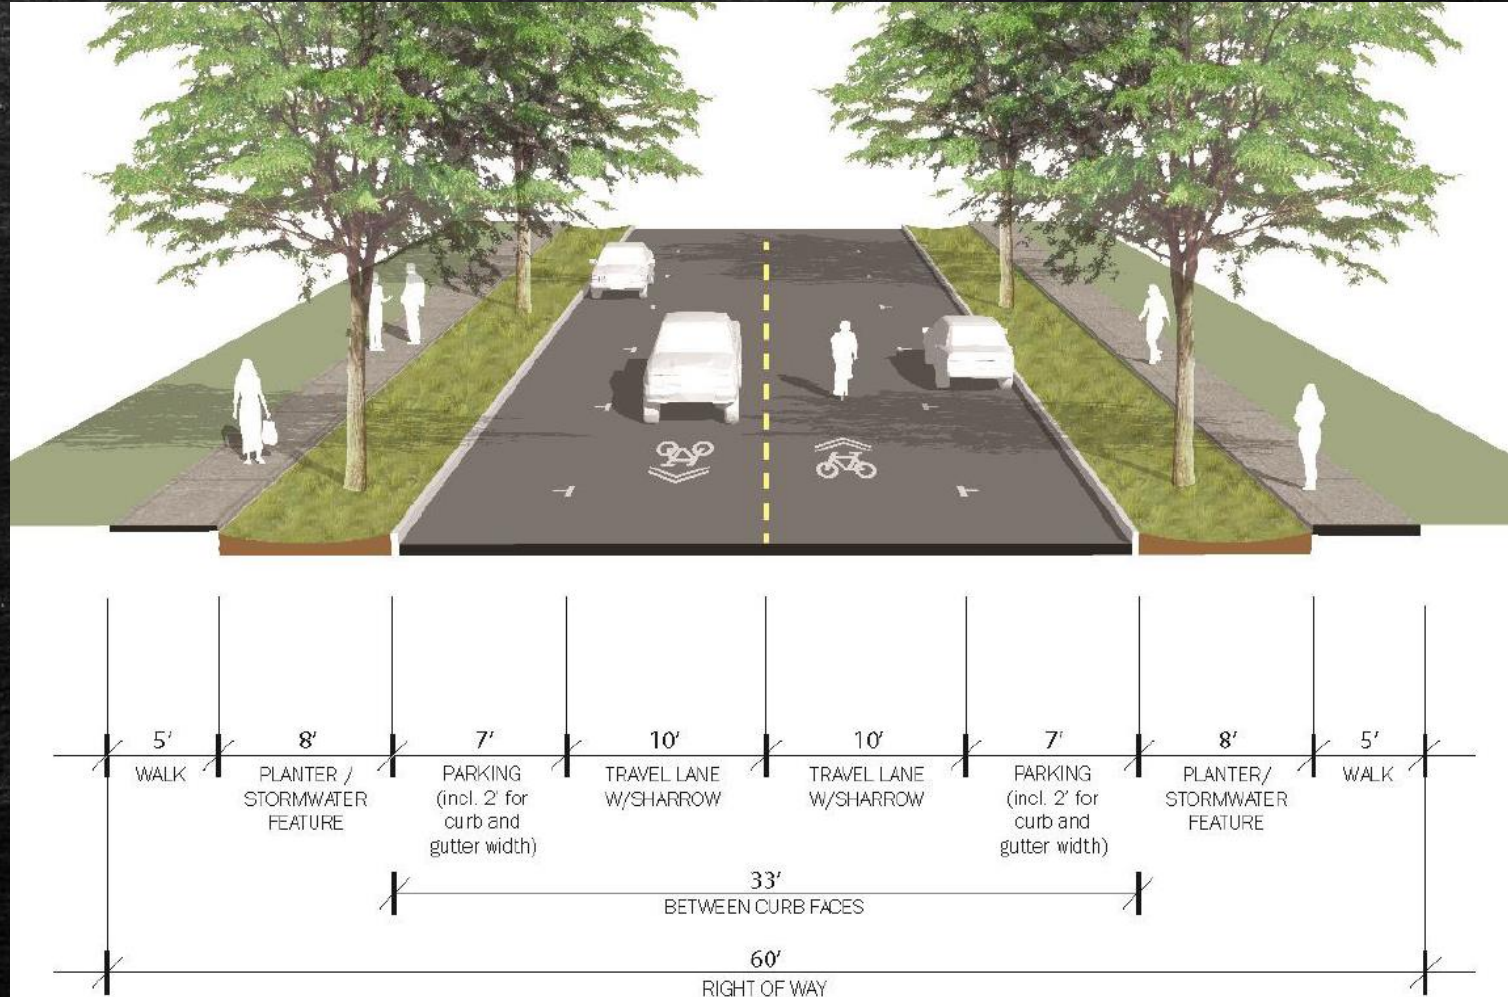 5' 8' 7' 10' 10' 7' 8' 5'
WALK
PLANTER /
STORMWATER
FEATURE
PARKING
(incl. 2' for
curb and
gutter width)
TRAVEL LANE
W/SHARROW
TRAVEL LANE
W/SHARROW
PARKING
(incl. 2' for
curb and
gutter width)
PLANTER/
STORMWATER
FEATURE
WALK
33'
BETWEEN CURB FACES
60'
RIGHT OF WAY